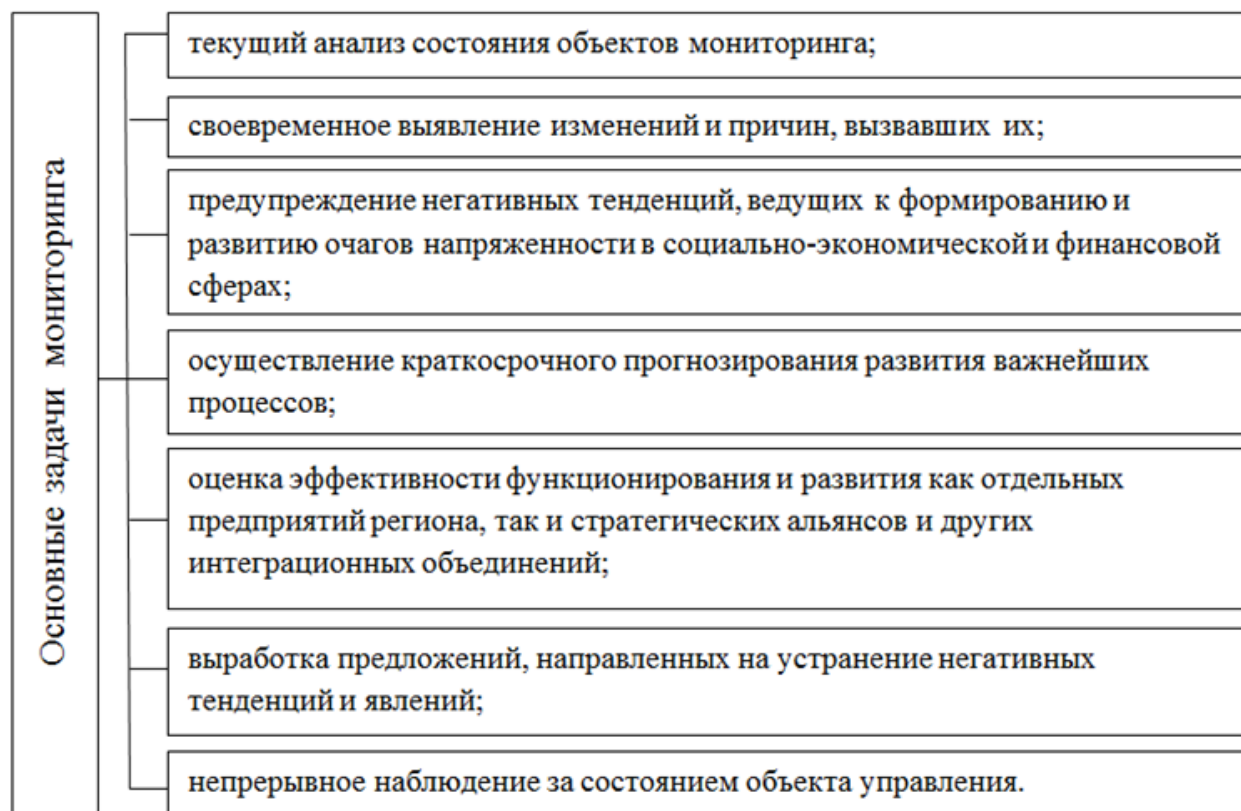 Основные задачи мониторинга
текущий анализ состояния объектов мониторинга;
своевременное выявление изменений и причин, вызвавших их;
предупреждение негативных тенденций, ведущих к формированию и
развитию очагов напряженности в социально-экономической и финансовой
сферах;
осуществление краткосрочного прогнозирования развития важнейших
процессов;
оценка эффективности функционирования и развития как отдельных
предприятий региона, так и стратегических альянсов и других
интеграционных объединений;
выработка предложений, направленных на устранение негативных
тенденций и явлений;
непрерывное наблюдение за состоянием объекта управления.